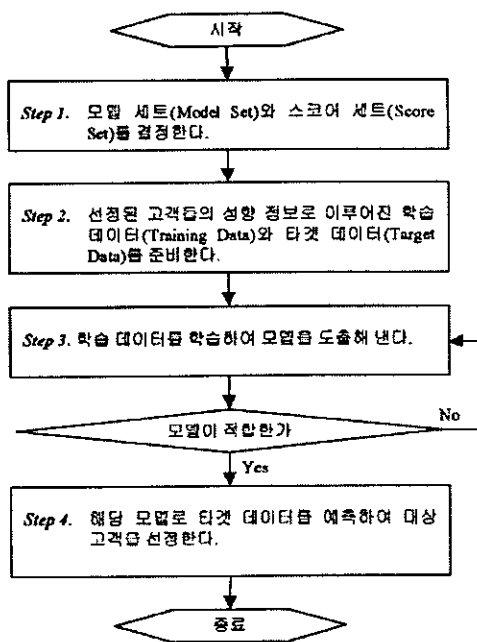 시작
Step 1. 모델 세트(Model Set)와 스코어 세트(Score
Set)를 결정한다.
Step 2. 선정된 고객들의 성향 정보로 이루어진 학습
데이터(Training Data)와 타겟 데이터(Target
Data)를 준비한다.
Step 3. 학습 데이터를 학습하여 모델을 도출해 낸다.
No
모델이 적합한가
Yes
Step 4. 해당 모델로 타겟 데이터를 예측하여 대상
고객을 선정한다.
종료